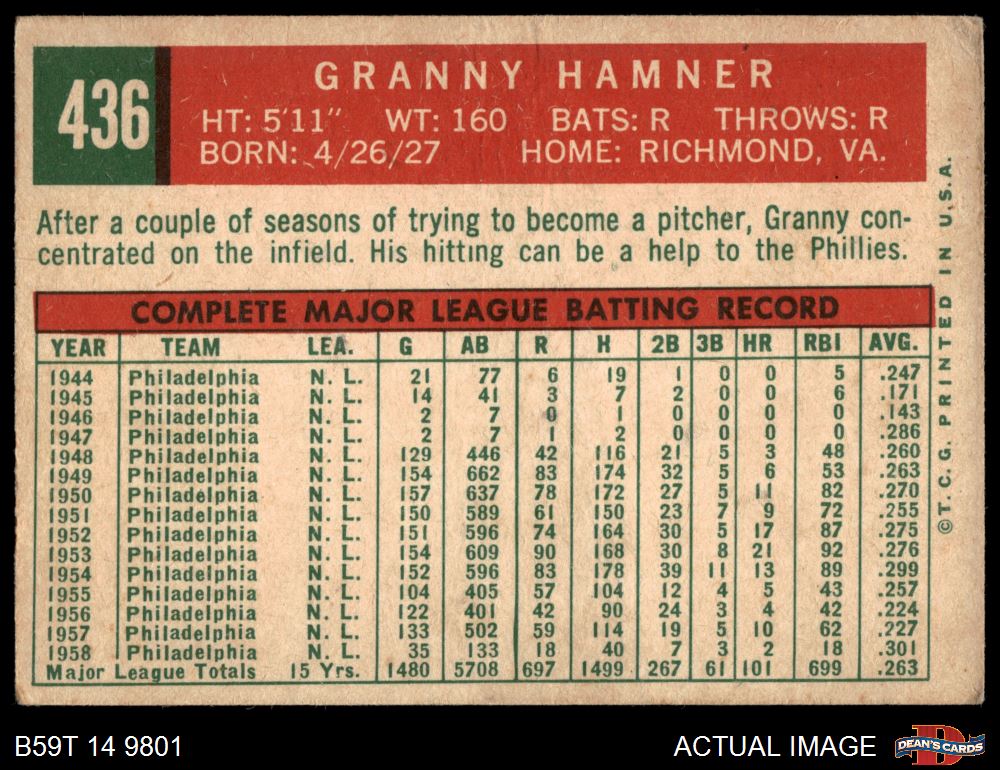 436
GRANNY HAMNER
HT: 5'11" WT: 160 BATS: R THROWS: R
BORN: 4/26/27 HOME: RICHMOND, VA.
After a couple of seasons of trying to become a pitcher, Granny con-
centrated on the infield. His hitting can be a help to the Phillies.
COMPLETE MAJOR LEAGUE BATTING RECORD
YEAR TEAM LEA. G AB R H 2B 3B HR RBI AVG.
1944 Philadelphia N. L. 21 77 6 19 1 0 0 5 .247
1945 Philadelphia N. L. 14 41 3 7 2 0 0 6 .171
1946 Philadelphia N. L. 2 7 0 1 0 0 0 0 .143
1947 Philadelphia N. L. 2 7 1 2 0 0 0 0 .286
1948 Philadelphia N. L. 129 446 42 116 21 5 3 48 .260
1949 Philadelphia N. L. 154 662 83 174 32 5 6 53 .263
1950 Philadelphia N. L. 157 637 78 172 27 5 11 82 .270
1951 Philadelphia N. L. 150 589 61 150 23 7 9 72 .255
1952 Philadelphia N. L. 151 596 74 164 30 5 17 87 .275
1953 Philadelphia N. L. 154 609 90 168 30 8 21 92 .276
1954 Philadelphia N. L. 152 596 83 178 39 11 13 89 .299
1955 Philadelphia N. L. 104 405 57 104 12 4 5 43 .257
1956 Philadelphia N. L. 122 401 42 90 24 3 4 42 .224
1957 Philadelphia N. L. 133 502 59 114 19 5 10 62 .227
1958 Philadelphia N. L. 35 133 18 40 7 3 2 18 .301
Major League Totals 15 Yrs. 1480 5708 697 1499 267 61 101 699 .263
© T. C. G. PRINTED IN U.S.A.
B59T 14 9801
ACTUAL IMAGE
DEAN'S CARDS